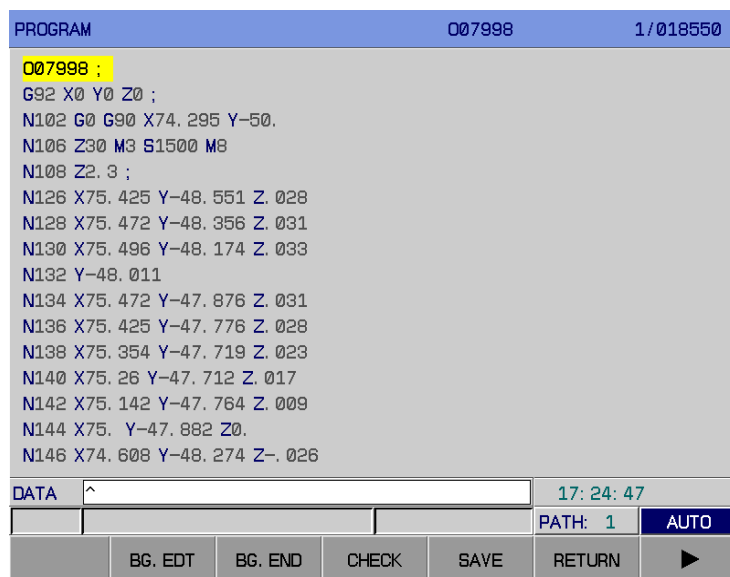 PROGRAM O07998 1/018550
O07998 ;
G92 X0 Y0 Z0 ;
N102 G0 G90 X74.295 Y-50.
N106 Z30 M3 S1500 M8
N108 Z2.3 ;
N126 X75.425 Y-48.551 Z.028
N128 X75.472 Y-48.356 Z.031
N130 X75.496 Y-48.174 Z.033
N132 Y-48.011
N134 X75.472 Y-47.876 Z.031
N136 X75.425 Y-47.776 Z.028
N138 X75.354 Y-47.719 Z.023
N140 X75.26 Y-47.712 Z.017
N142 X75.142 Y-47.764 Z.009
N144 X75. Y-47.882 Z0.
N146 X74.608 Y-48.274 Z-.026
DATA ^ 17:24:47
PATH: 1 AUTO
BG. EDT BG. END CHECK SAVE RETURN ▶